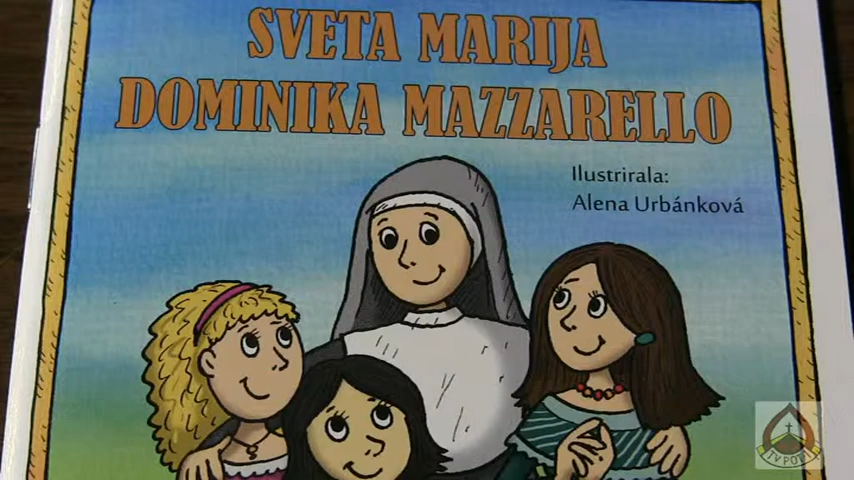 SVETA MARIJA
DOMINIKA MAZZARELLO
Ilustrirala:
Alena Urbánková